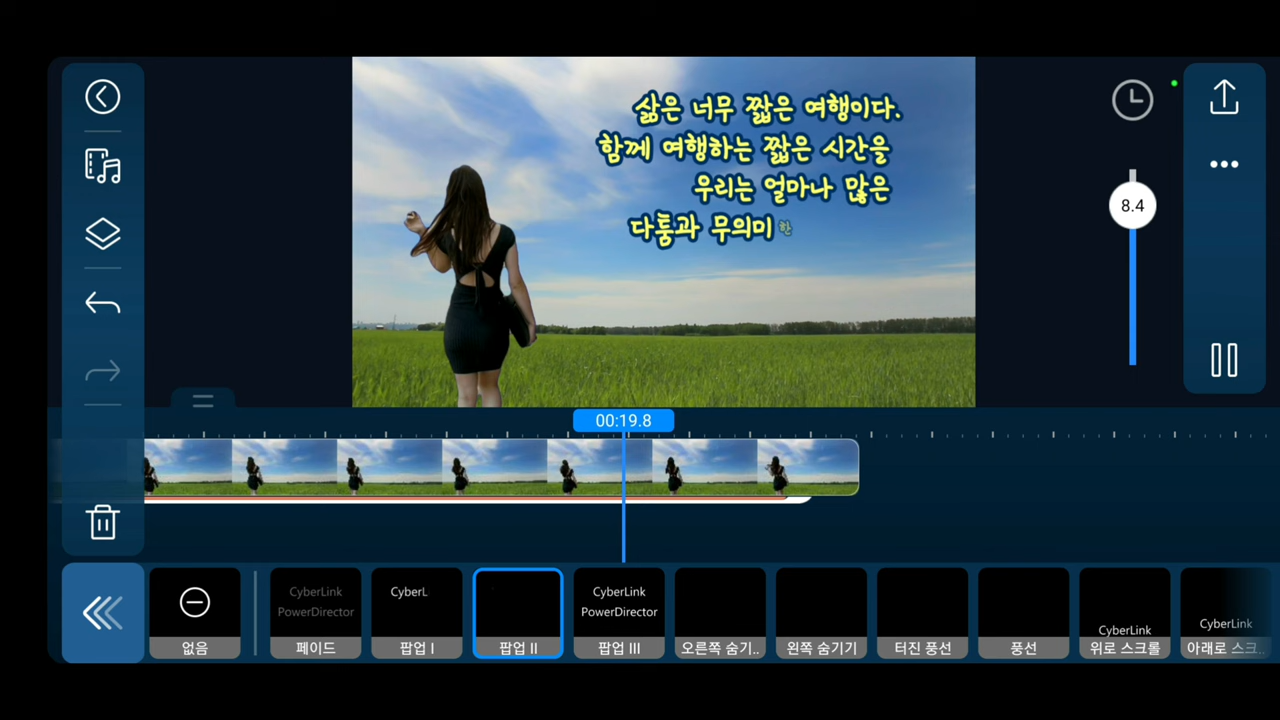 삶은 너무 짧은 여행이다.
함께 여행하는 짧은 시간을
우리는 얼마나 많은
다툼과 무의미한
8.4
00:19.8
없음
CyberLink
PowerDirector
페이드
CyberL
팝업 I
팝업 II
CyberLink
PowerDirector
팝업 III
오른쪽 숨기..
왼쪽 숨기기
터진 풍선
풍선
CyberLink
위로 스크롤
CyberLink
아래로 스크..